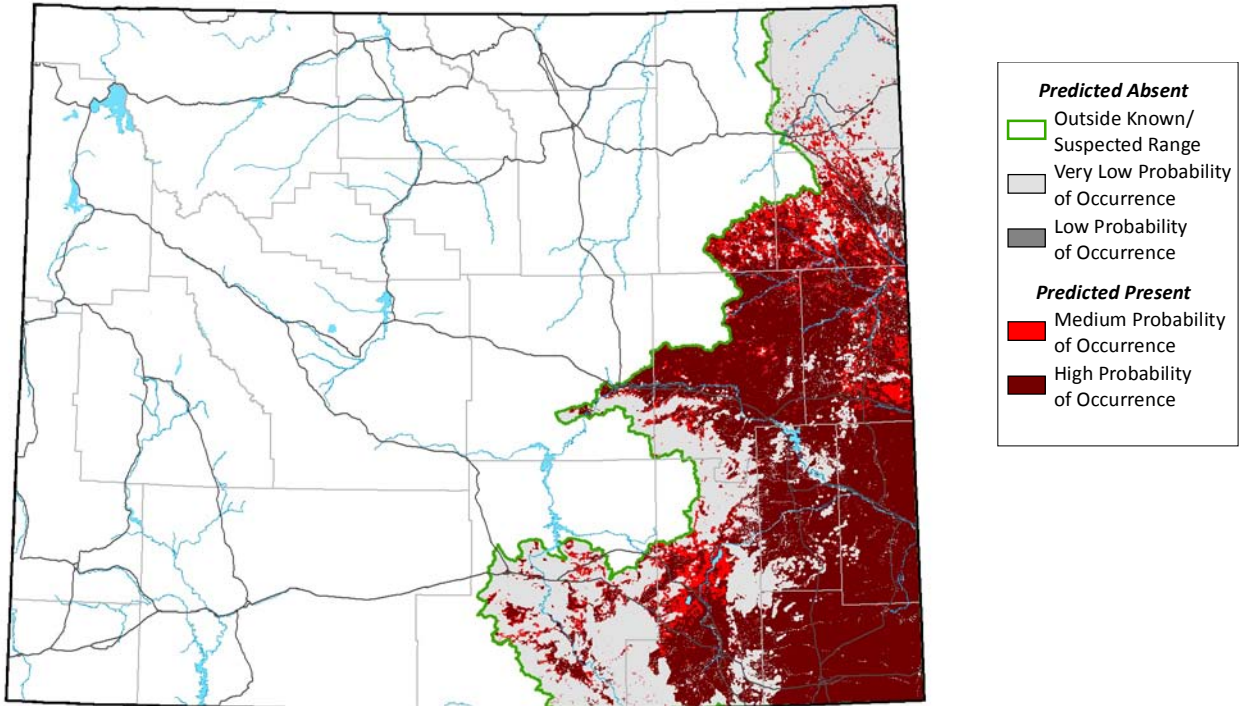 Predicted Absent
Outside Known/
Suspected Range
Very Low Probability
of Occurrence
Low Probability
of Occurrence
Predicted Present
Medium Probability
of Occurrence
High Probability
of Occurrence